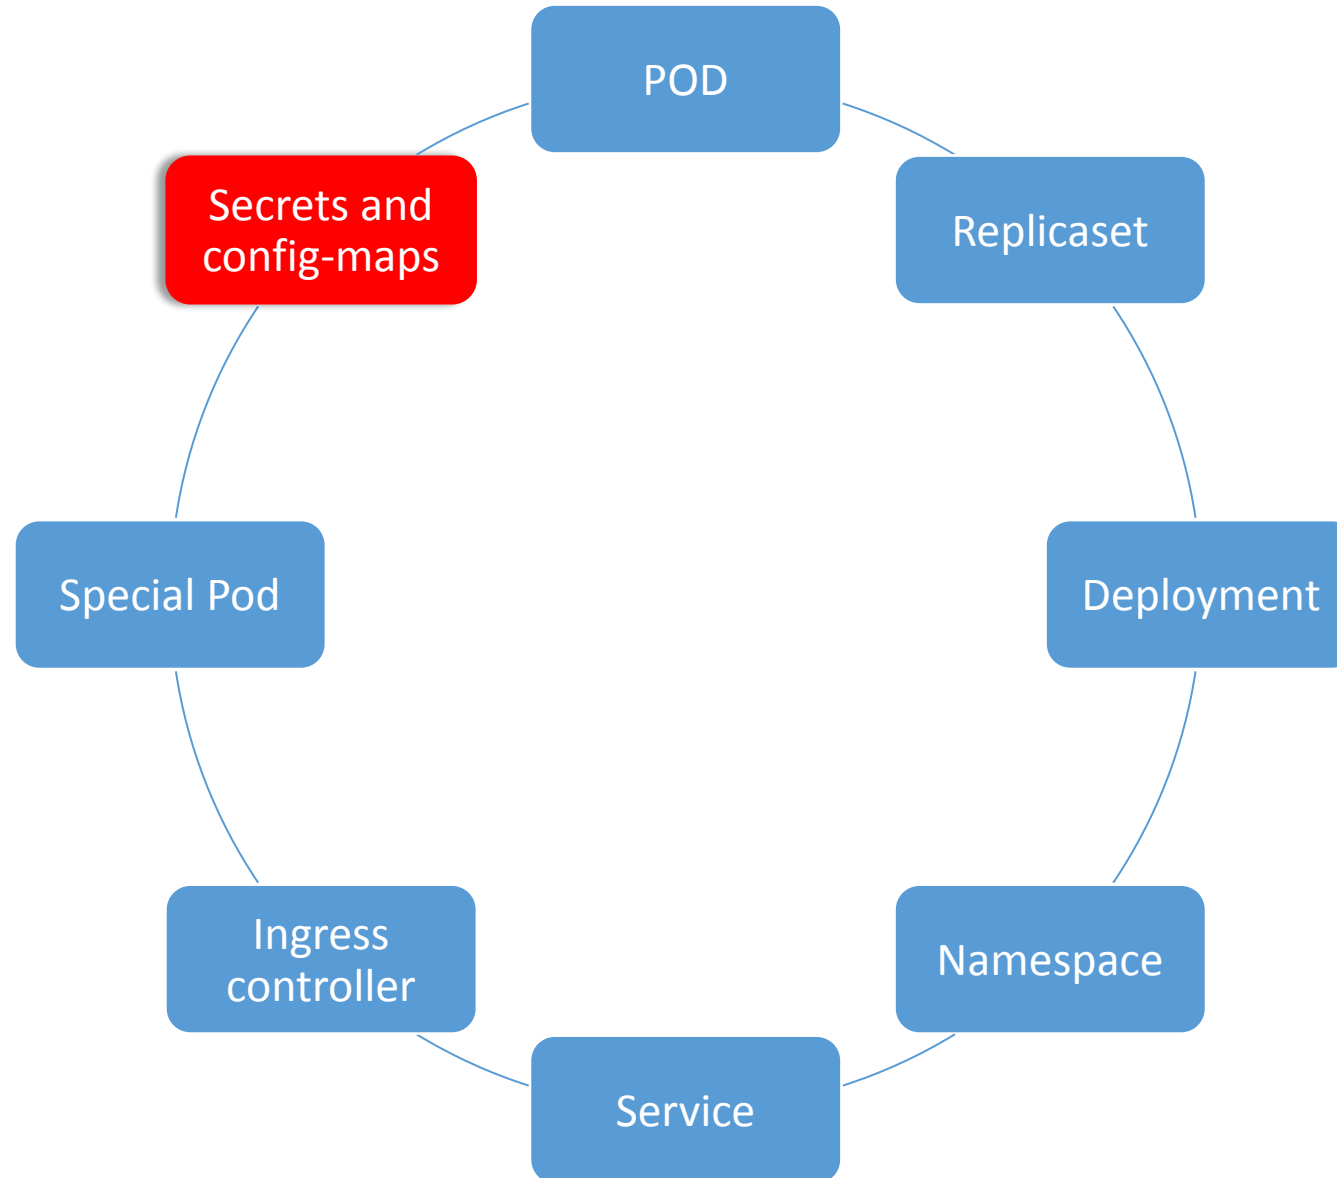 POD
Replicaset
Deployment
Namespace
Service
Ingress
controller
Special Pod
Secrets and
config-maps